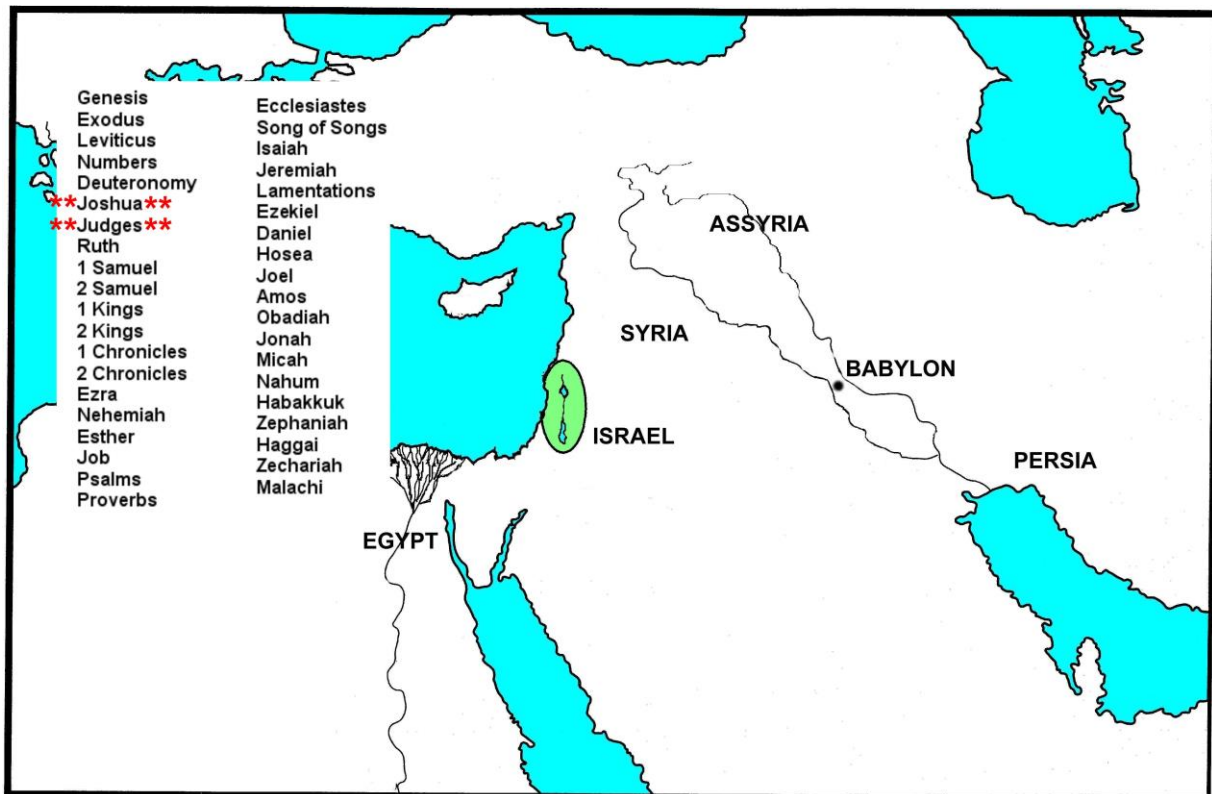 Genesis
Exodus
Leviticus
Numbers
Deuteronomy
**Joshua**
**Judges**
Ruth
1 Samuel
2 Samuel
1 Kings
2 Kings
1 Chronicles
2 Chronicles
Ezra
Nehemiah
Esther
Job
Psalms
Proverbs
Ecclesiastes
Song of Songs
Isaiah
Jeremiah
Lamentations
Ezekiel
Daniel
Hosea
Joel
Amos
Obadiah
Jonah
Micah
Nahum
Habakkuk
Zephaniah
Haggai
Zechariah
Malachi
ASSYRIA
SYRIA
BABYLON
ISRAEL
PERSIA
EGYPT